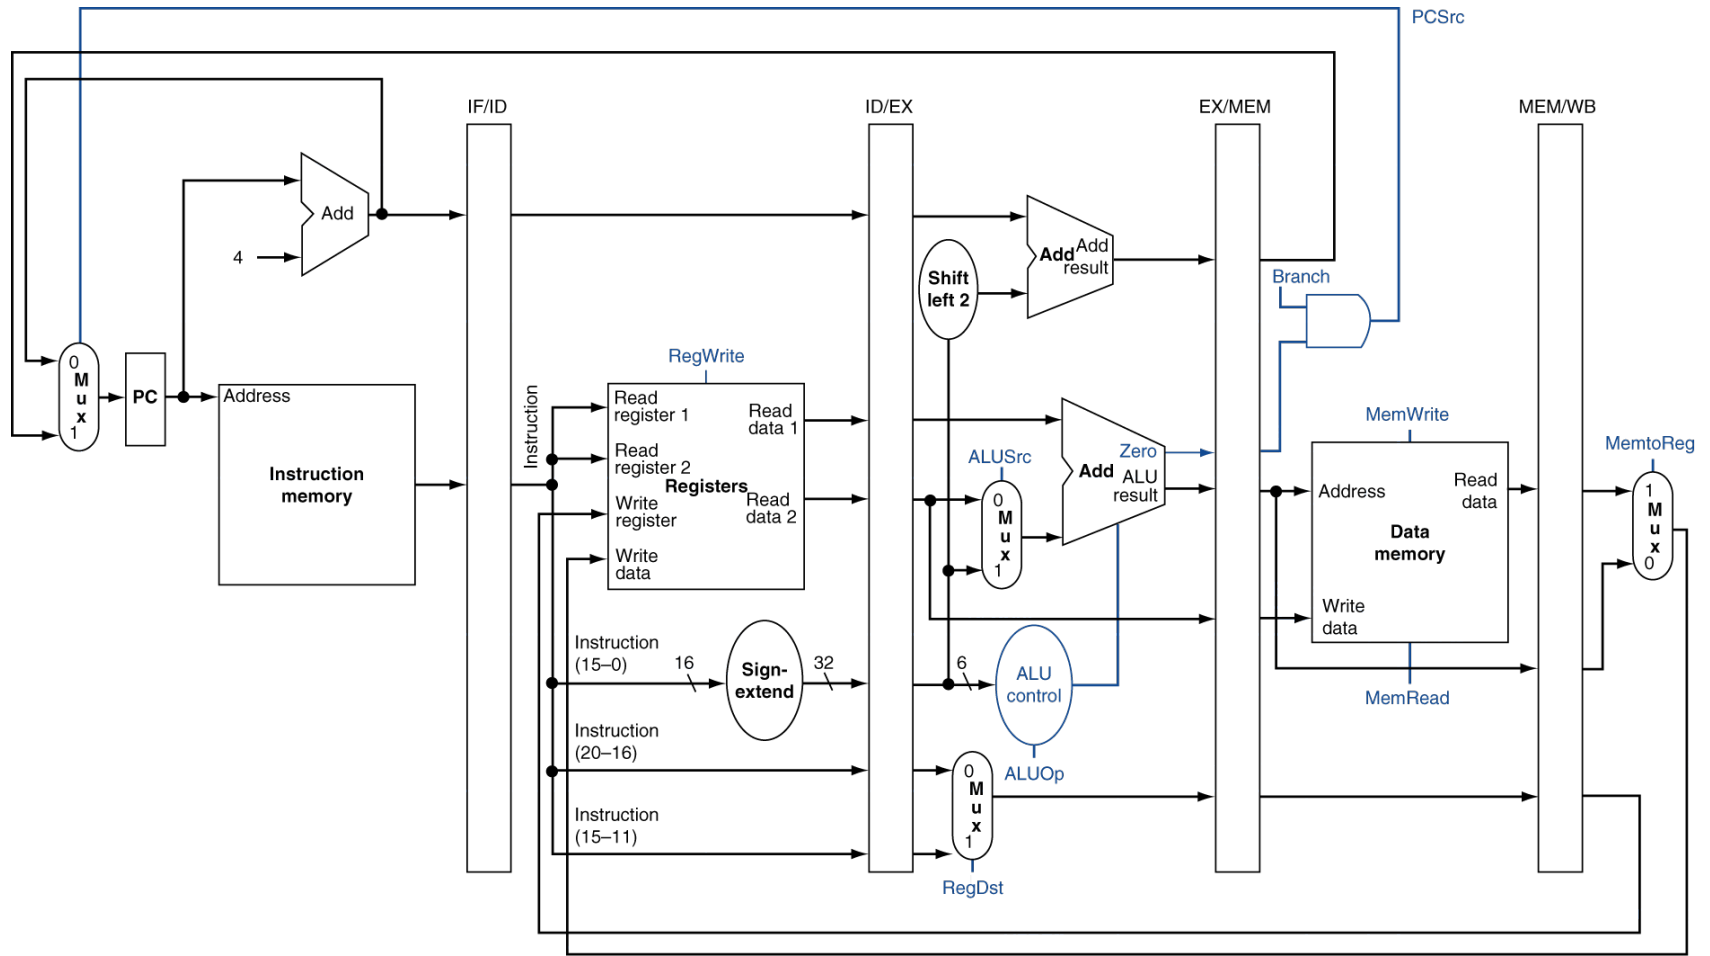 PCSrc
IF/ID
ID/EX
EX/MEM
MEM/WB
Add
4
Add
Add
result
Shift
left 2
Branch
0
M
u
x
1
PC
Address
Instruction
memory
Instruction
RegWrite
Read
register 1
Read
register 2
Write
register
Write
data
Registers
Read
data 1
Read
data 2
ALUSrc
0
M
u
x
1
Add
Zero
ALU
result
MemWrite
Address
Read
data
Data
memory
Write
data
MemRead
MemtoReg
1
M
u
x
0
Instruction
(15–0)
16
Sign-
extend
32
6
ALU
control
ALUOp
Instruction
(20–16)
Instruction
(15–11)
0
M
u
x
1
RegDst